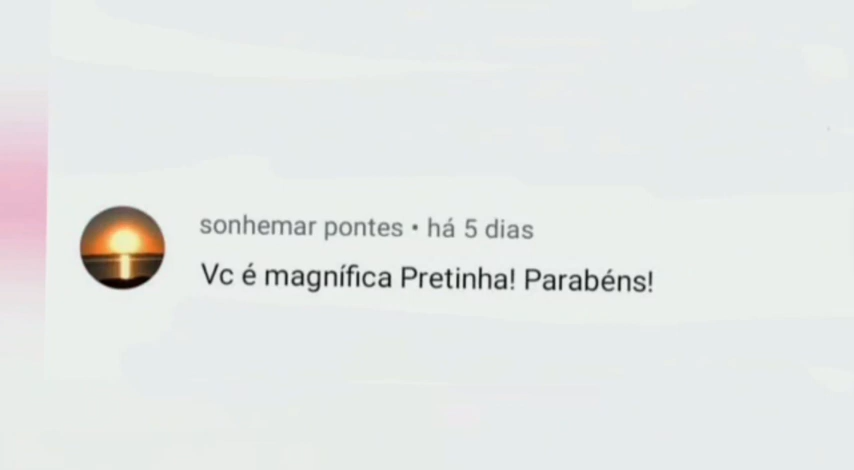 sonhemar pontes • há 5 dias
Vc é magnífica Pretinha! Parabéns!